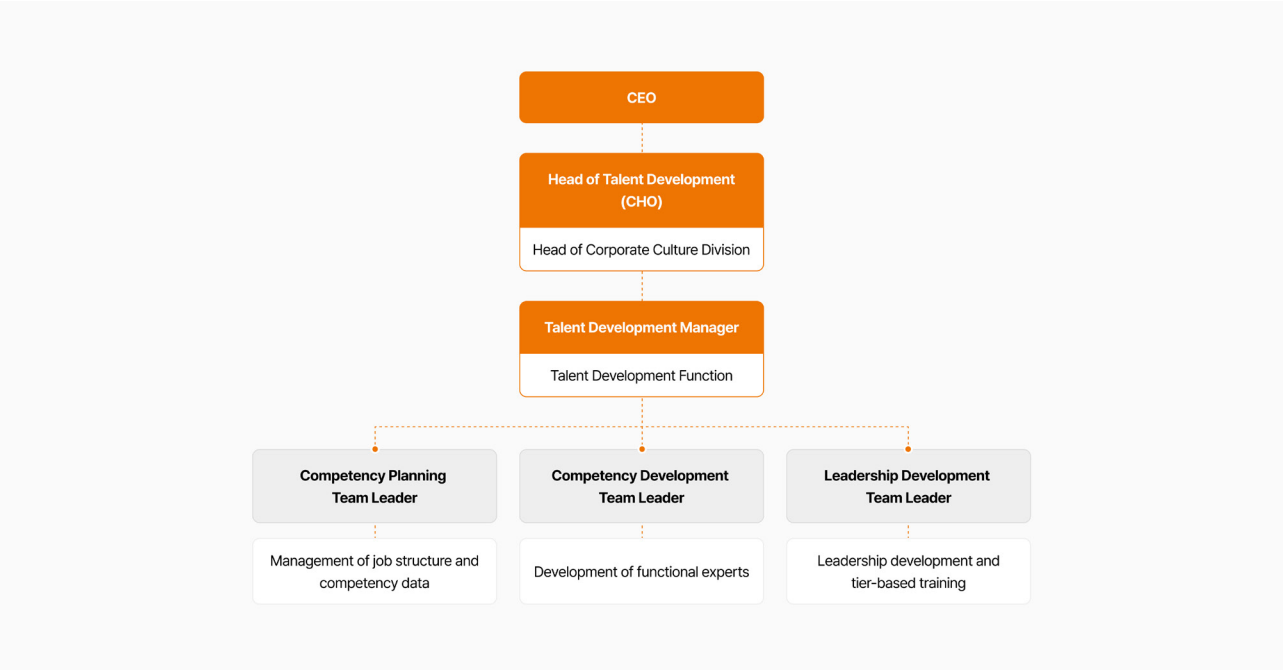 CEO
Head of Talent Development
(CHO)
Head of Corporate Culture Division
Talent Development Manager
Talent Development Function
Competency Planning
Team Leader
Management of job structure and
competency data
Competency Development
Team Leader
Development of functional experts
Leadership Development
Team Leader
Leadership development and
tier-based training